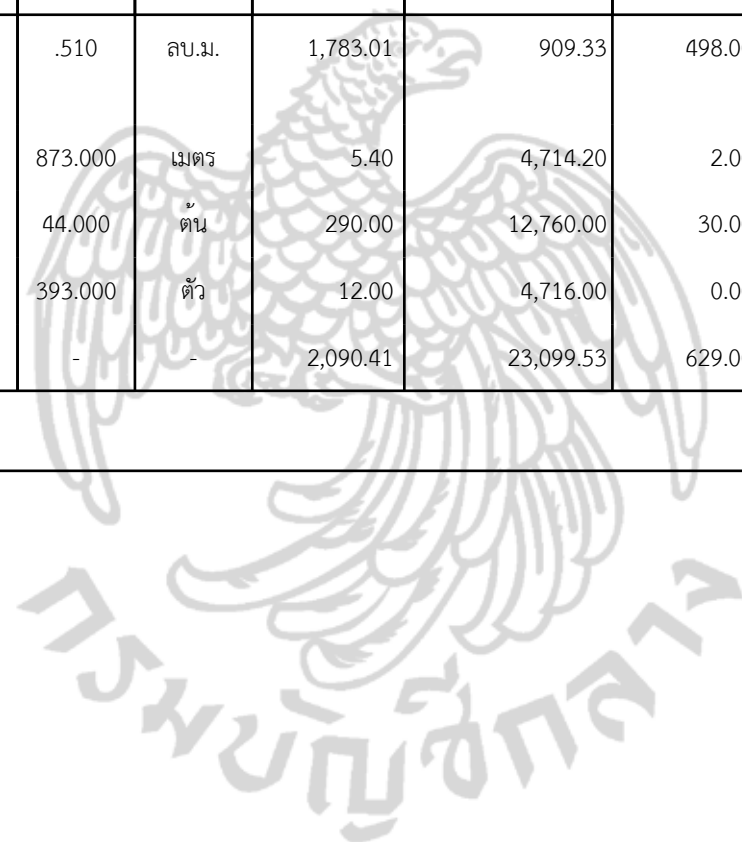 .510 ลบ.ม. 1,783.01 909.33 498.0
873.000 เมตร 5.40 4,714.20 2.0
44.000 ต้น 290.00 12,760.00 30.0
393.000 ตัว 12.00 4,716.00 0.0
- - 2,090.41 23,099.53 629.0
กรมบัญชีกลาง